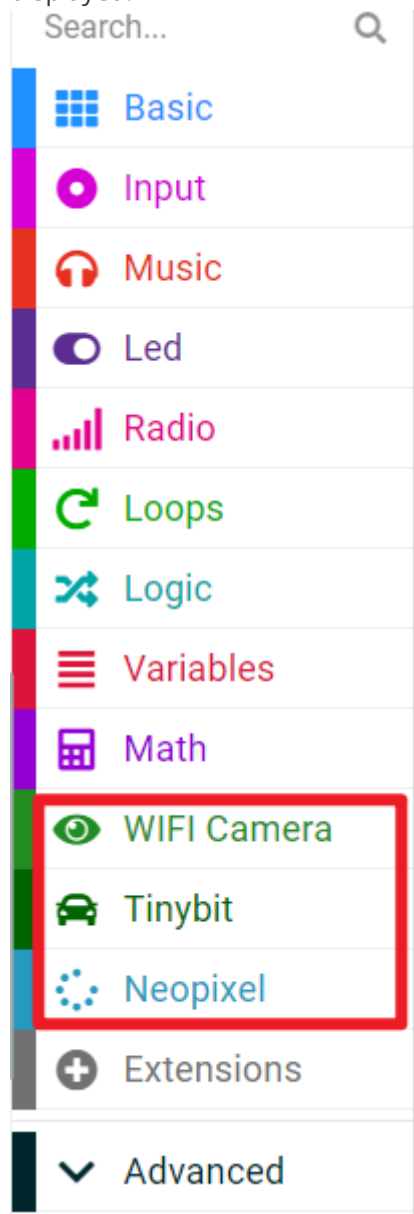 Search...
Basic
Input
Music
Led
Radio
Loops
Logic
Variables
Math
WIFI Camera
Tinybit
Neopixel
Extensions
Advanced